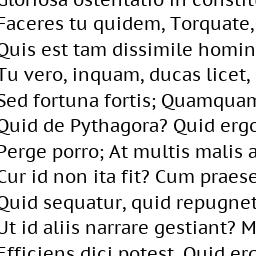 Gloriosa ostentatio in constit
Faceres tu quidem, Torquate,
Quis est tam dissimile homin
Tu vero, inquam, ducas licet,
Sed fortuna fortis; Quamquam
Quid de Pythagora? Quid ergo
Perge porro; At multis malis a
Cur id non ita fit? Cum praese
Quid sequatur, quid repugnet
Ut id aliis narrare gestiant? M
Efficiens dici potest. Quid erg